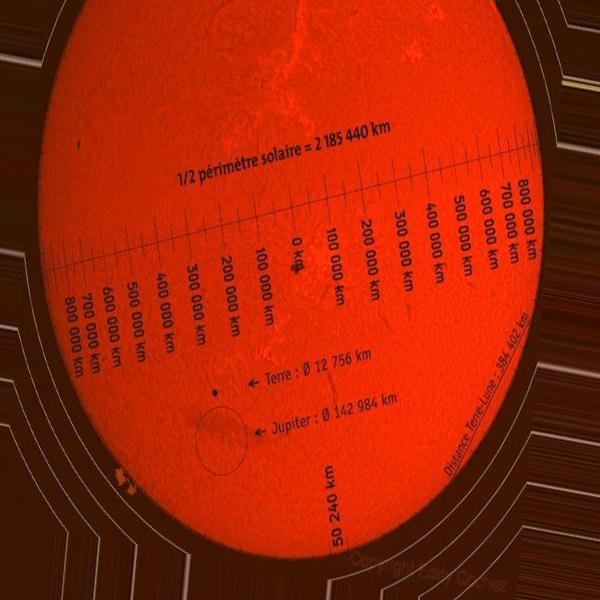 1/2 périmètre solaire = 2 185 440 km
800 000 km
700 000 km
600 000 km
500 000 km
400 000 km
300 000 km
200 000 km
100 000 km
0 km
100 000 km
200 000 km
300 000 km
400 000 km
500 000 km
600 000 km
700 000 km
800 000 km
← Terre : Ø 12 756 km
← Jupiter : Ø 142 984 km
Distance Terre-Lune : 384 402 km
50 240 km
Copyright Eddy Cochez